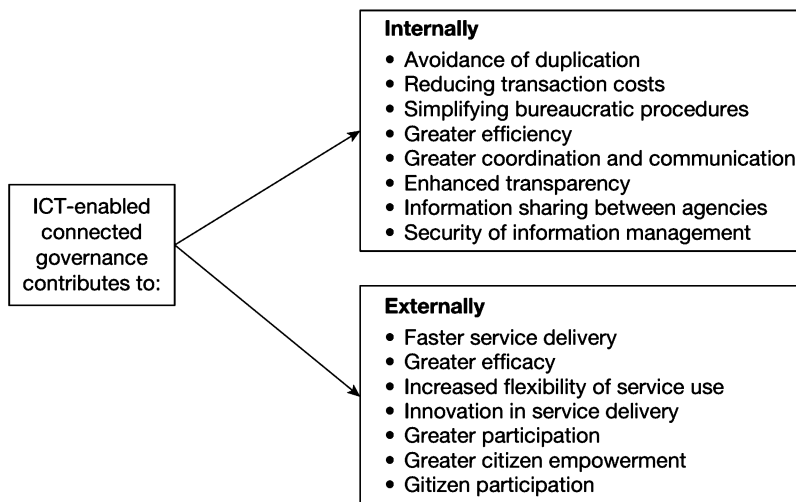 ICT-enabled
connected
governance
contributes to:
Internally
• Avoidance of duplication
• Reducing transaction costs
• Simplifying bureaucratic procedures
• Greater efficiency
• Greater coordination and communication
• Enhanced transparency
• Information sharing between agencies
• Security of information management
Externally
• Faster service delivery
• Greater efficacy
• Increased flexibility of service use
• Innovation in service delivery
• Greater participation
• Greater citizen empowerment
• Gitizen participation